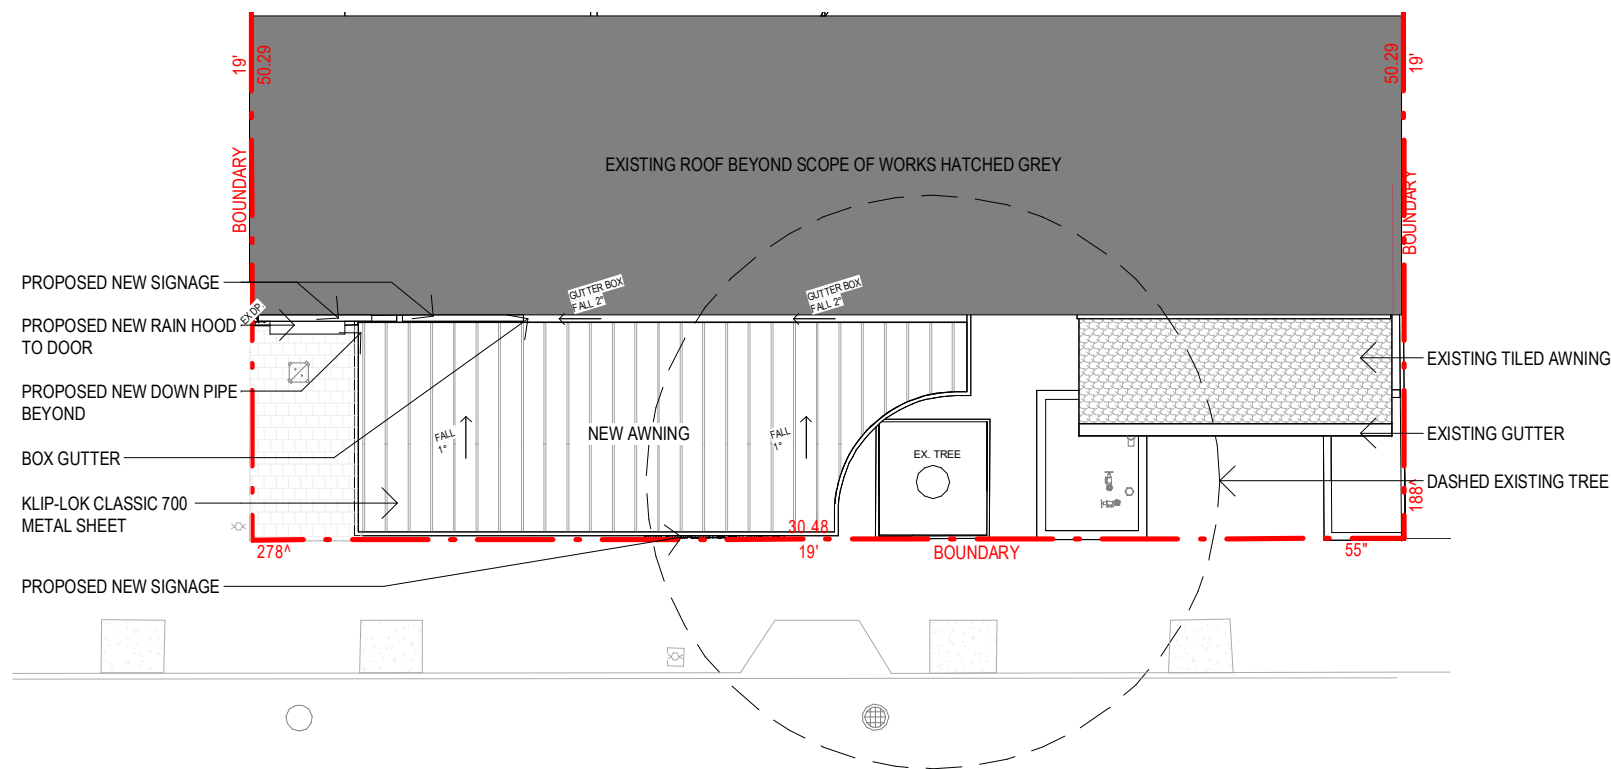 19'
50.29
50.29
19'
BOUNDARY
EXISTING ROOF BEYOND SCOPE OF WORKS HATCHED GREY
BOUNDARY
PROPOSED NEW SIGNAGE
GUTTER BOX
FALL 2°
GUTTER BOX
FALL 2°
EX DP.
PROPOSED NEW RAIN HOOD
TO DOOR
EXISTING TILED AWNING
PROPOSED NEW DOWN PIPE
BEYOND
FALL
1°
NEW AWNING
FALL
1°
EXISTING GUTTER
BOX GUTTER
EX. TREE
DASHED EXISTING TREE
KLIP-LOK CLASSIC 700
METAL SHEET
188^
30.48
278^
19'
BOUNDARY
55"
PROPOSED NEW SIGNAGE